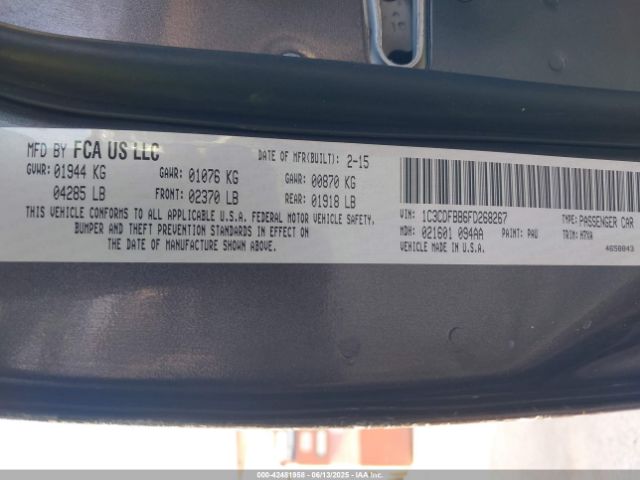 MFD BY FCA US LLC DATE OF MFR(BUILT): 2-15
GVWR: 01944 KG GAWR: 01076 KG GAWR: 00870 KG
04285 LB FRONT: 02370 LB REAR: 01918 LB
THIS VEHICLE CONFORMS TO ALL APPLICABLE U.S.A. FEDERAL MOTOR VEHICLE SAFETY,
BUMPER AND THEFT PREVENTION STANDARDS IN EFFECT ON
THE DATE OF MANUFACTURE SHOWN ABOVE.
VIN: 1C3CDFBB6FD268267 TYPE: PASSENGER CAR
MDH: 021601 094AA PAINT: PAU TRIM: H7XA
VEHICLE MADE IN U.S.A. 4658043
000-42481958 - 06/13/2025 - IAA Inc.